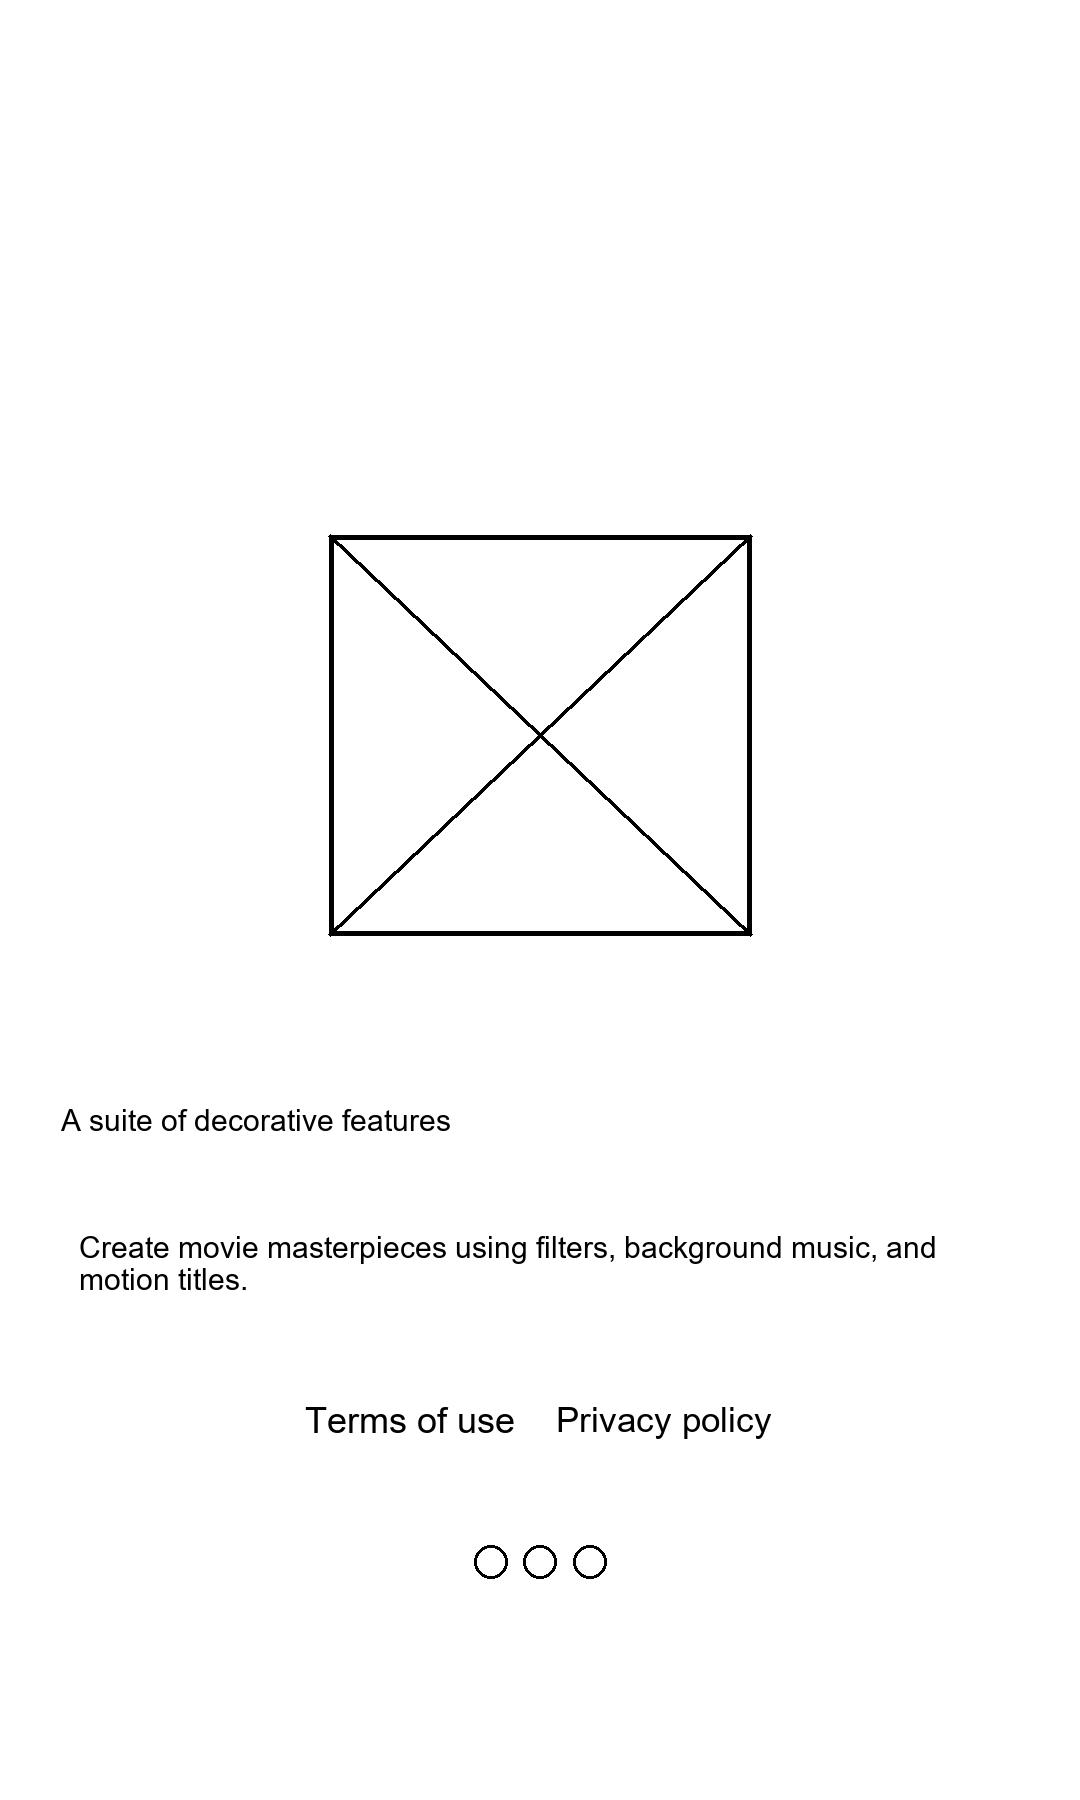 A suite of decorative features
Create movie masterpieces using filters, background music, and
motion titles.
Terms of use Privacy policy